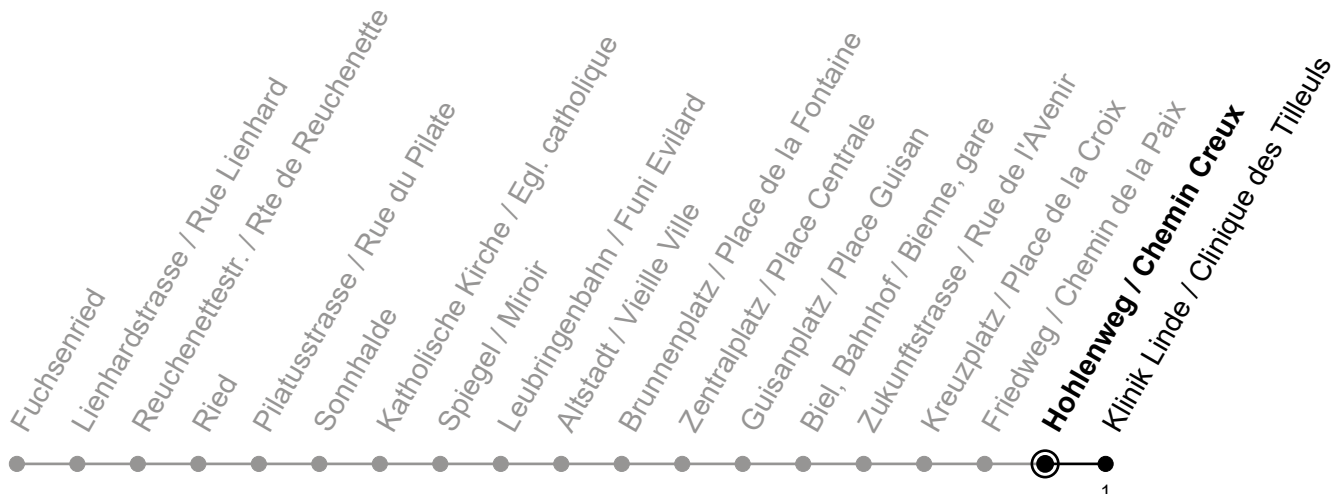 Fuchsenried
Lienhardstrasse / Rue Lienhard
Reuchenettestr. / Rte de Reuchenette
Ried
Pilatusstrasse / Rue du Pilate
Sonnhalde
Katholische Kirche / Egl. catholique
Spiegel / Miroir
Leubringenbahn / Funi Evilard
Altstadt / Vieille Ville
Brunnenplatz / Place de la Fontaine
Zentralplatz / Place Centrale
Guisanplatz / Place Guisan
Biel, Bahnhof / Bienne, gare
Zukunftstrasse / Rue de l'Avenir
Kreuzplatz / Place de la Croix
Friedweg / Chemin de la Paix
Hohlenweg / Chemin Creux
Klinik Linde / Clinique des Tilleuls
1